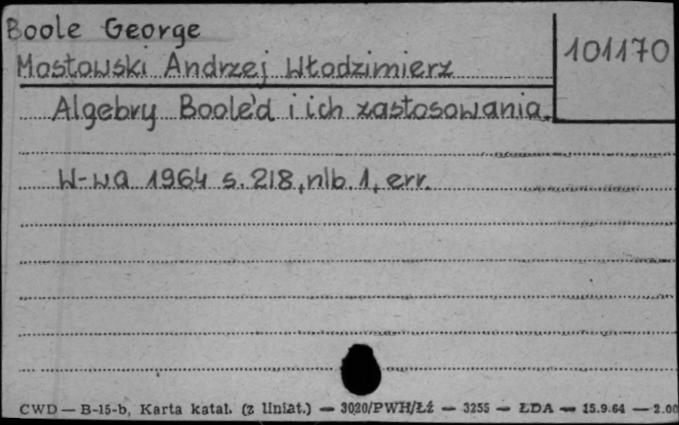 Boole George
101170
Mostowski Andrzej Włodzimierz
Algebry Boole'd i ich zastosowania.
W-wa 1964 s. 218, nlb. 1, err.
CWD — B-15-b, Karta katal. (z liniat.) — 3020/PWH/Łź — 3255 — ŁDA — 15.9.64 — 2.00